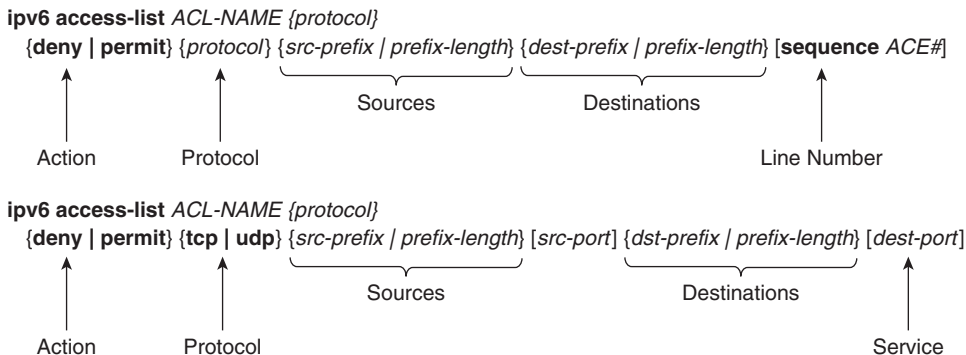 ipv6 access-list ACL-NAME {protocol}
{deny | permit} {protocol} {src-prefix | prefix-length} {dest-prefix | prefix-length} [sequence ACE#]
Sources Destinations
Action Protocol Line Number
ipv6 access-list ACL-NAME {protocol}
{deny | permit} {tcp | udp} {src-prefix | prefix-length} [src-port] {dst-prefix | prefix-length} [dest-port]
Sources Destinations
Action Protocol Service